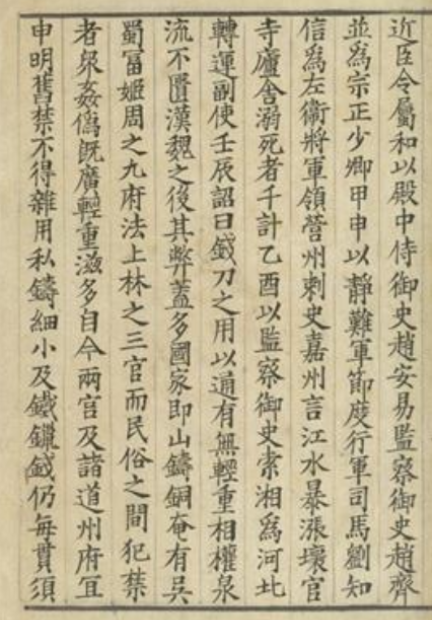 近臣令屬和以殿中侍御史趙安易監察御史趙齊
並爲宗正少卿甲申以靜難軍節度行軍司馬劉知
信爲左衛將軍領營州刺史嘉州言江水暴漲壞官
寺廬舍溺死者千計乙酉以監察御史索湘爲河北
轉運副使壬辰詔曰錢刀之用以通有無輕重相權泉
流不匱漢魏之後其弊蓋多國家即山鑄銅奄有吳
蜀富姬周之九府法上林之三官而民俗之間犯禁
者衆姦僞既廣輕重滋多自今兩官及諸道州府宜
申明舊禁不得雜用私鑄細小及鐵鑞錢仍每貫須